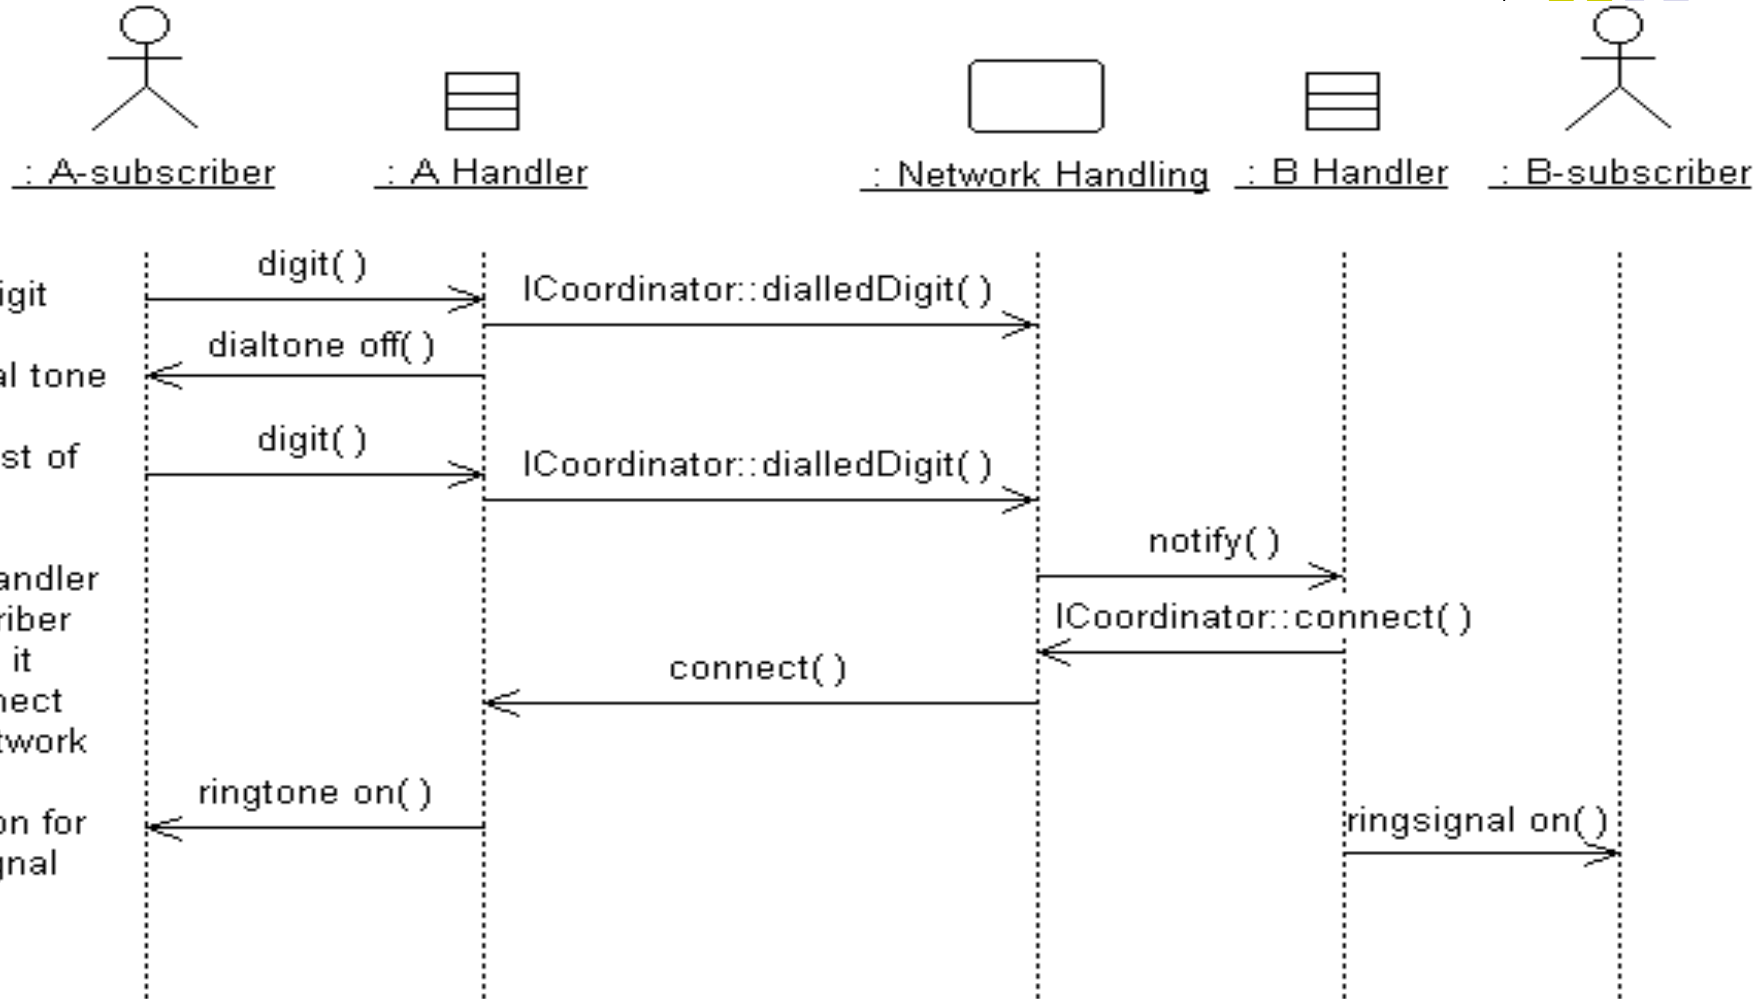 : A-subscriber
: A Handler
: Network Handling
: B Handler
: B-subscriber
digit( )
igit
ICoordinator::dialledDigit( )
dialtone off( )
al tone
digit( )
st of
ICoordinator::dialledDigit( )
notify( )
andler
riber
ICoordinator::connect( )
it
connect( )
nect
twork
ringtone on( )
on for
ringsignal on( )
gnal